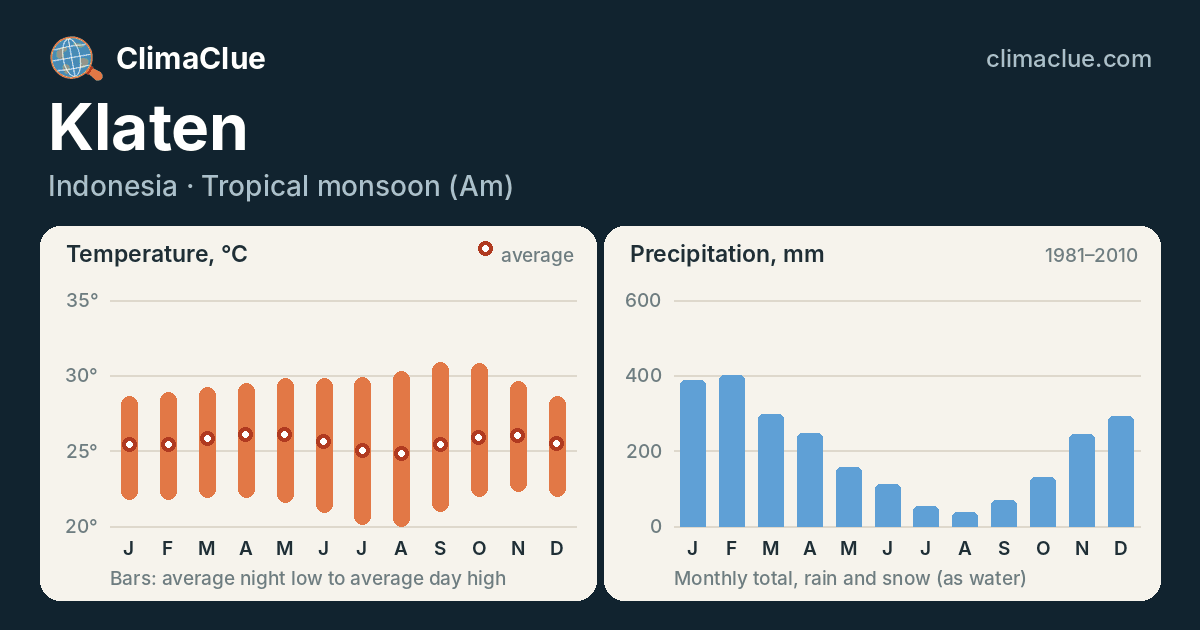 ClimaClue
climaclue.com
Klaten
Indonesia · Tropical monsoon (Am)
Temperature, °C
average
35°
30°
25°
20°
J F M A M J J A S O N D
Bars: average night low to average day high
Precipitation, mm
1981–2010
600
400
200
0
J F M A M J J A S O N D
Monthly total, rain and snow (as water)